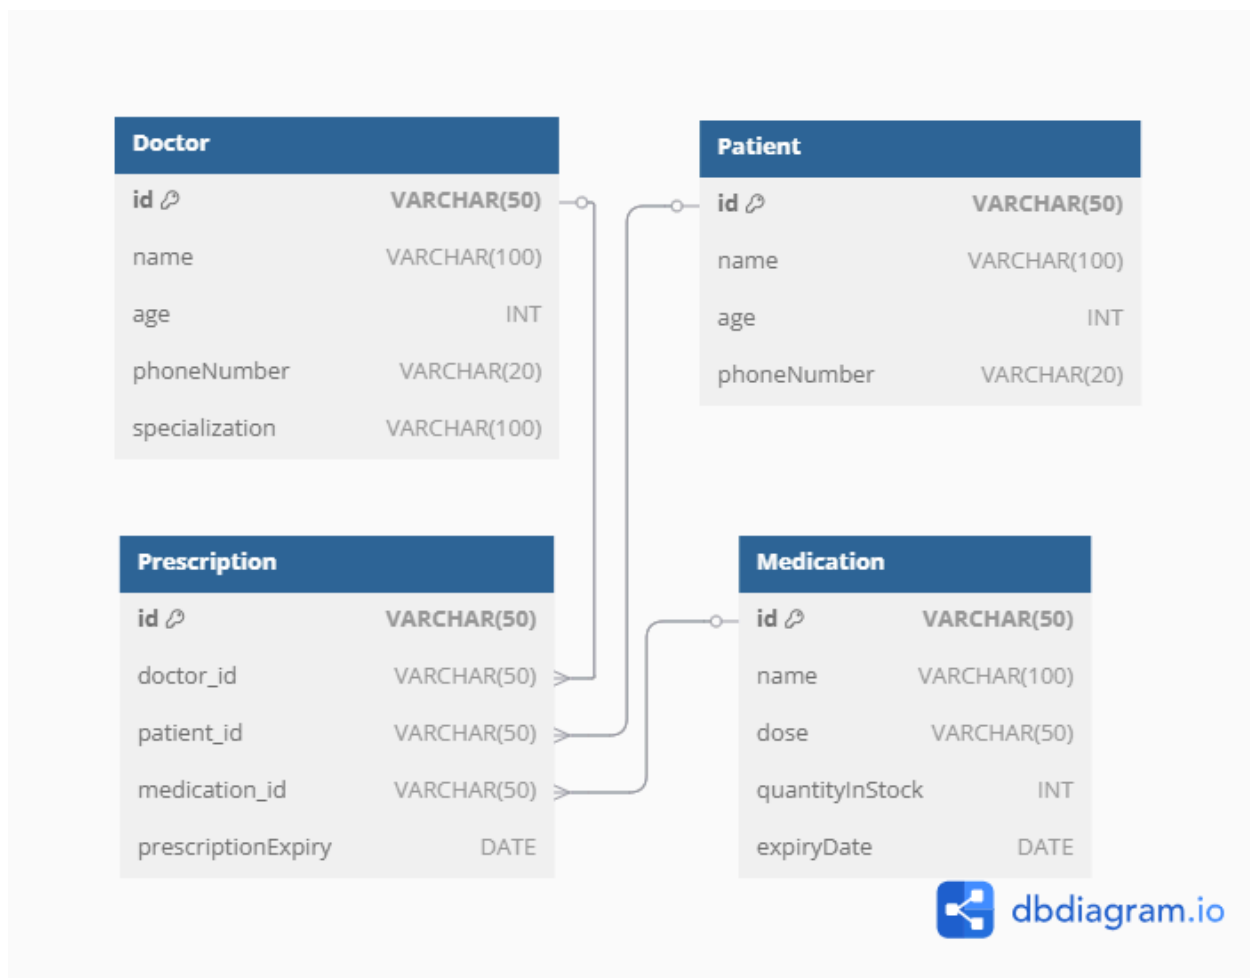 Doctor
id VARCHAR(50)
name VARCHAR(100)
age INT
phoneNumber VARCHAR(20)
specialization VARCHAR(100)
Patient
id VARCHAR(50)
name VARCHAR(100)
age INT
phoneNumber VARCHAR(20)
Prescription
id VARCHAR(50)
doctor_id VARCHAR(50)
patient_id VARCHAR(50)
medication_id VARCHAR(50)
prescriptionExpiry DATE
Medication
id VARCHAR(50)
name VARCHAR(100)
dose VARCHAR(50)
quantityInStock INT
expiryDate DATE
dbdiagram.io